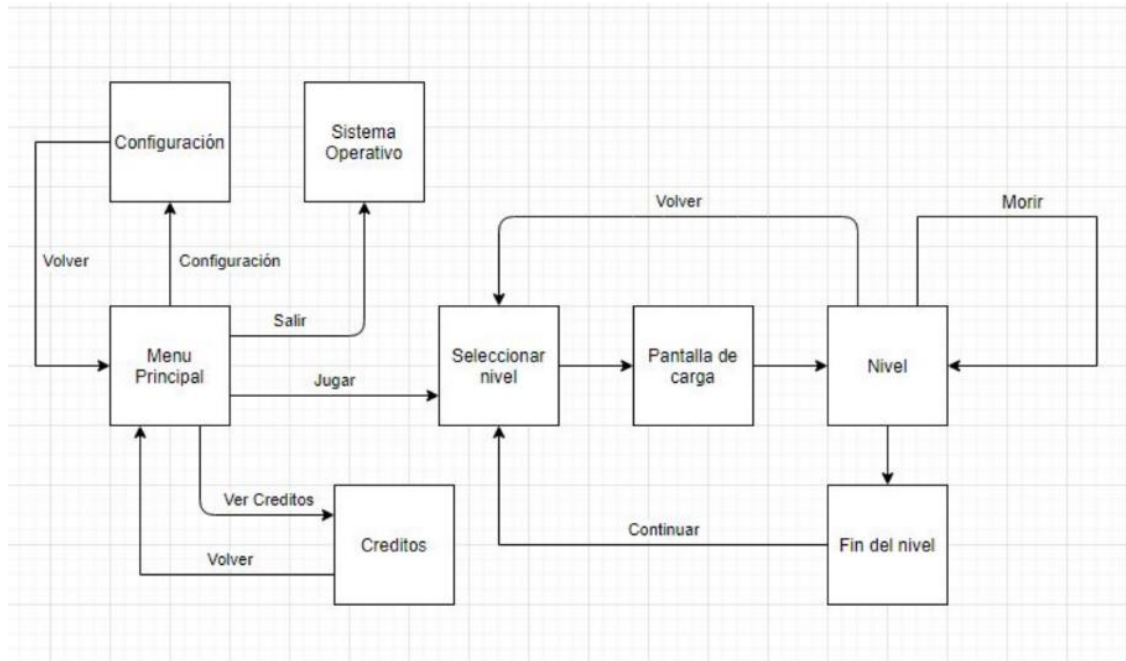 Configuración
Sistema
Operativo
Volver
Morir
Volver
Configuración
Menu
Principal
Salir
Jugar
Seleccionar
nivel
Pantalla de
carga
Nivel
Ver Creditos
Volver
Creditos
Continuar
Fin del nivel